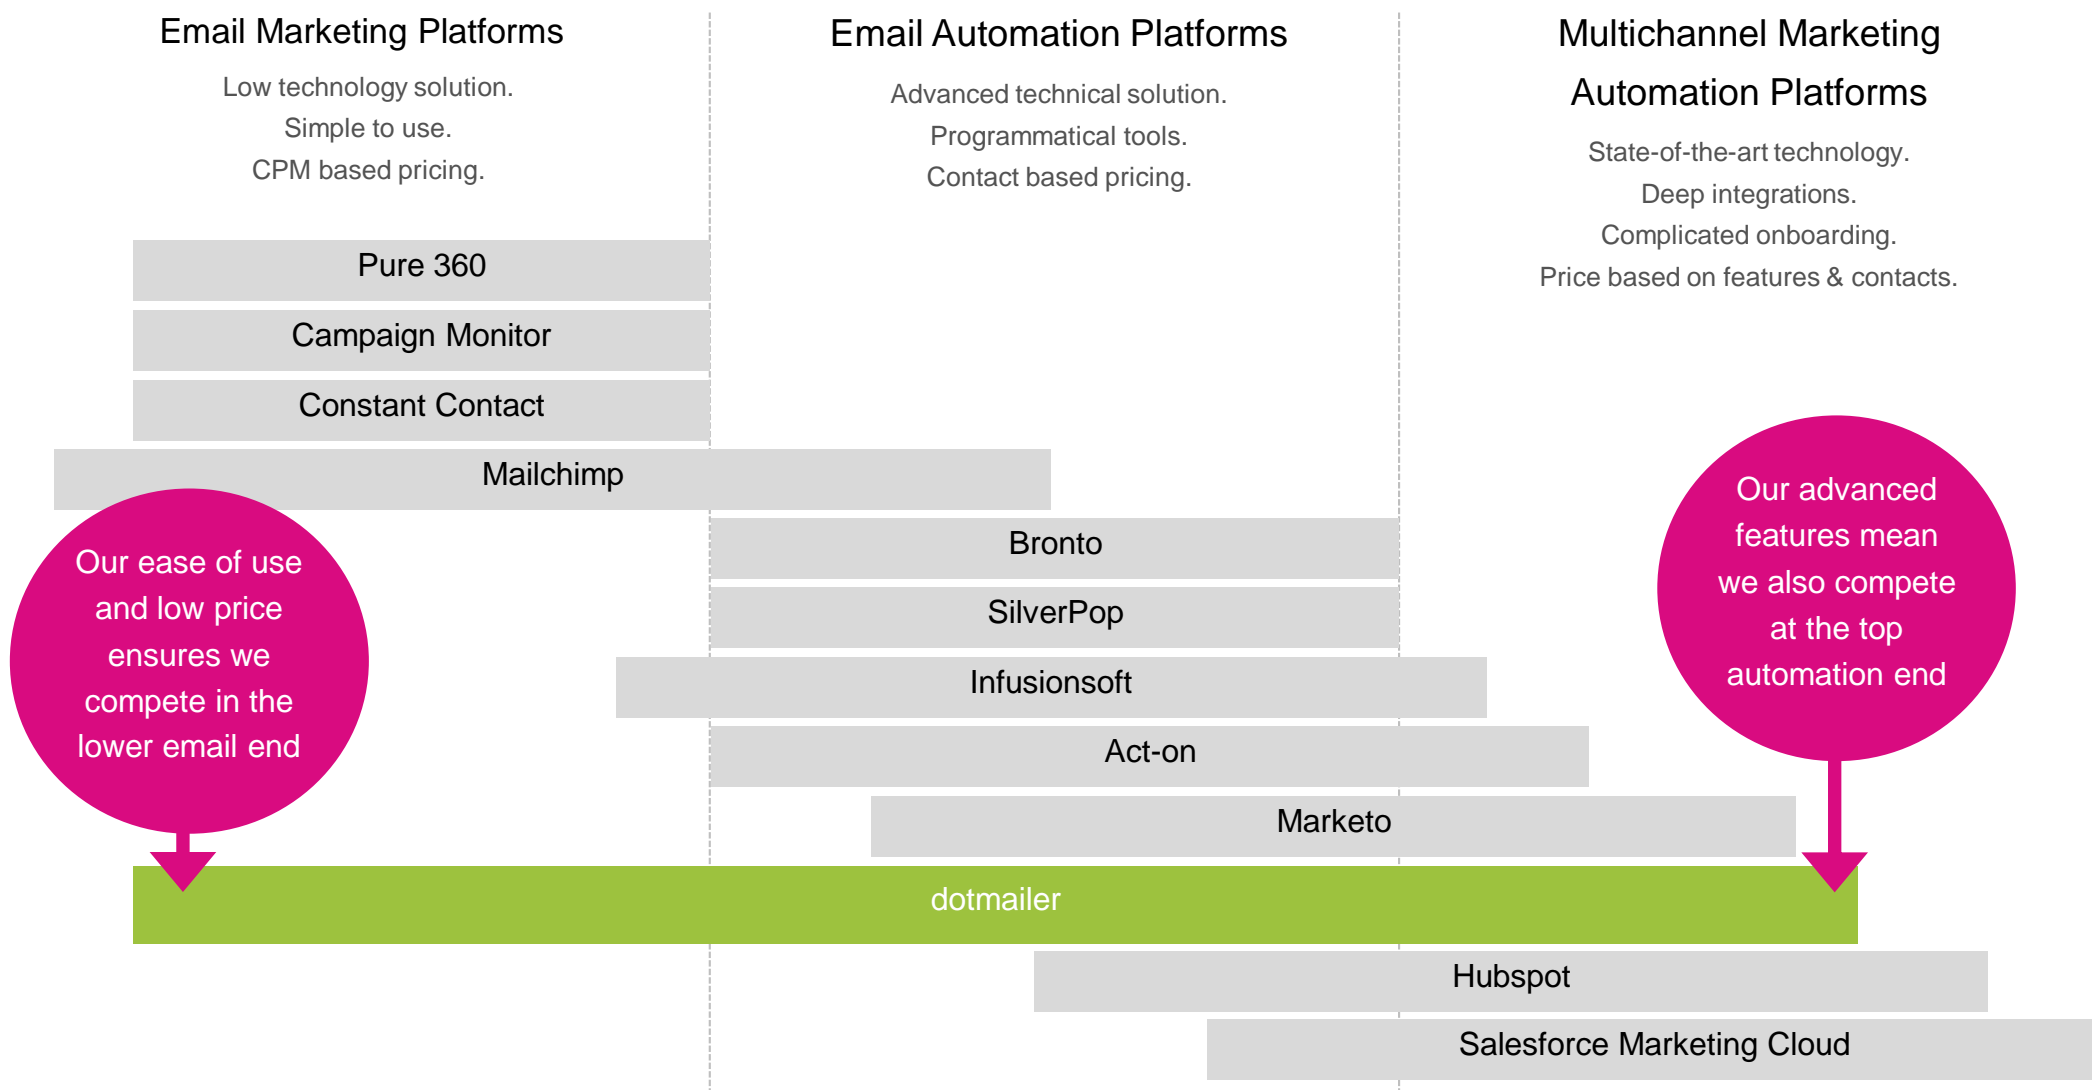 Email Marketing Platforms
Low technology solution.
Simple to use.
CPM based pricing.
Email Automation Platforms
Advanced technical solution.
Programmatical tools.
Contact based pricing.
Multichannel Marketing
Automation Platforms
State-of-the-art technology.
Deep integrations.
Complicated onboarding.
Price based on features & contacts.
Pure 360
Campaign Monitor
Constant Contact
Mailchimp
Bronto
SilverPop
Infusionsoft
Act-on
Marketo
Our ease of use
and low price
ensures we
compete in the
lower email end
Our advanced
features mean
we also compete
at the top
automation end
dotmailer
Hubspot
Salesforce Marketing Cloud